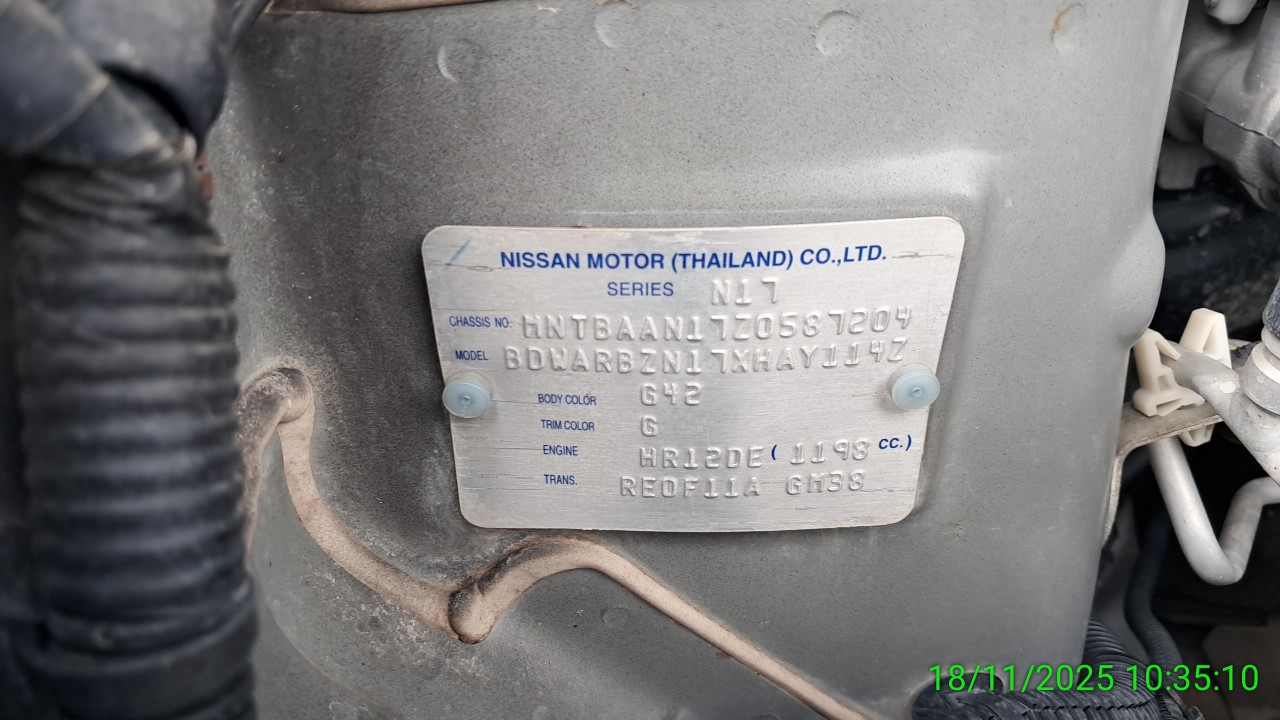 NISSAN MOTOR (THAILAND) CO.,LTD.
SERIES N17
CHASSIS NO. MNTBAAN17Z0587204
MODEL BDWARBZN17XHAY114Z
BODY COLOR G42
TRIM COLOR G
ENGINE HR12DE ( 1198 CC.)
TRANS. RE0F11A GM38
18/11/2025 10:35:10